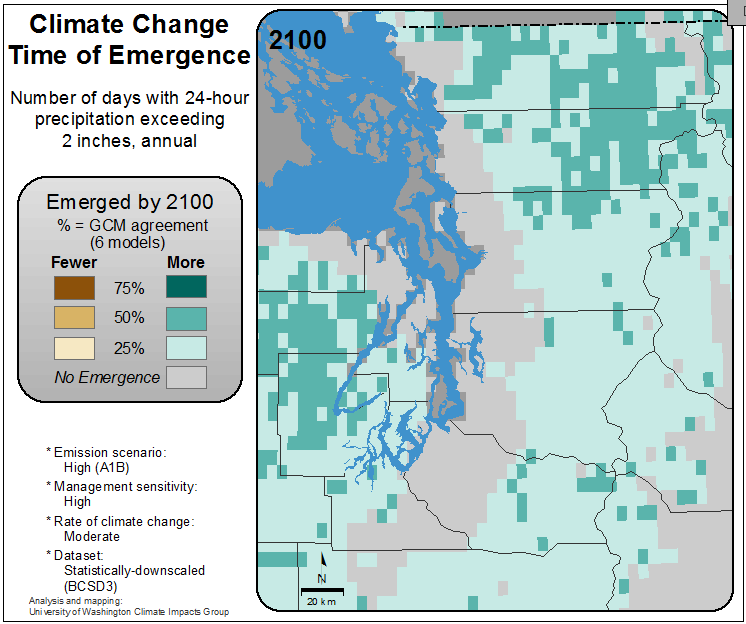 Climate Change
Time of Emergence
Number of days with 24-hour
precipitation exceeding
2 inches, annual
Emerged by 2100
% = GCM agreement
(6 models)
Fewer More
75%
50%
25%
No Emergence
* Emission scenario:
High (A1B)
* Management sensitivity:
High
* Rate of climate change:
Moderate
* Dataset:
Statistically-downscaled
(BCSD3)
Analysis and mapping:
University of Washington Climate Impacts Group
2100
N
20 km